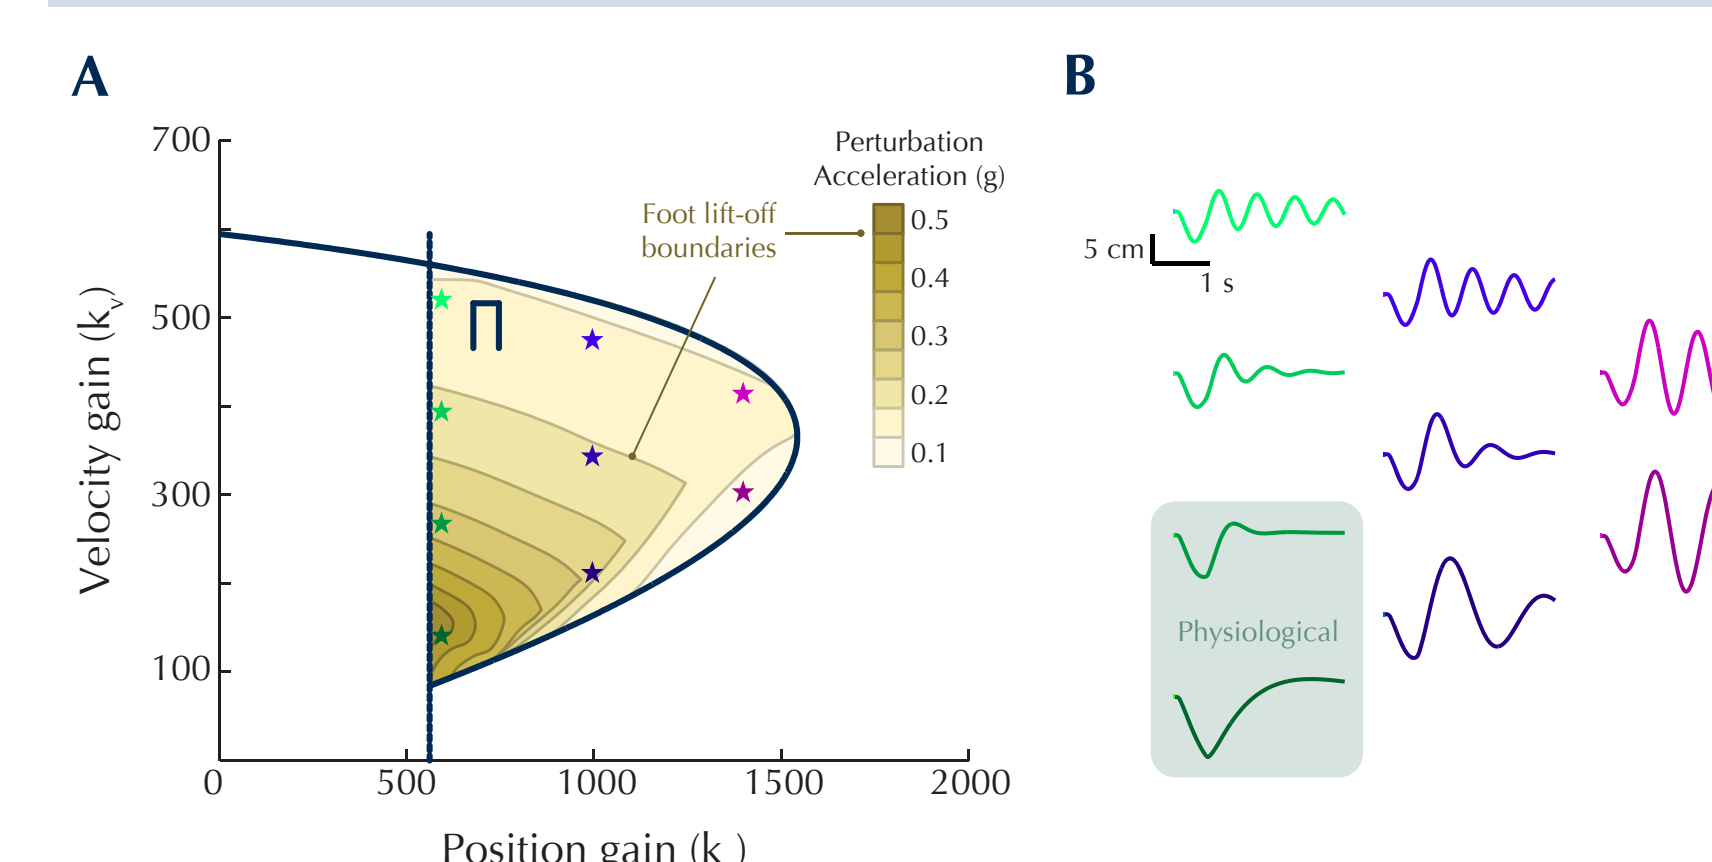 A
B
700
500
300
100
0
500
1000
1500
2000
Velocity gain (kv)
Position gain (k )
Π
Foot lift-off
boundaries
Perturbation
Acceleration (g)
0.5
0.4
0.3
0.2
0.1
5 cm
1 s
Physiological